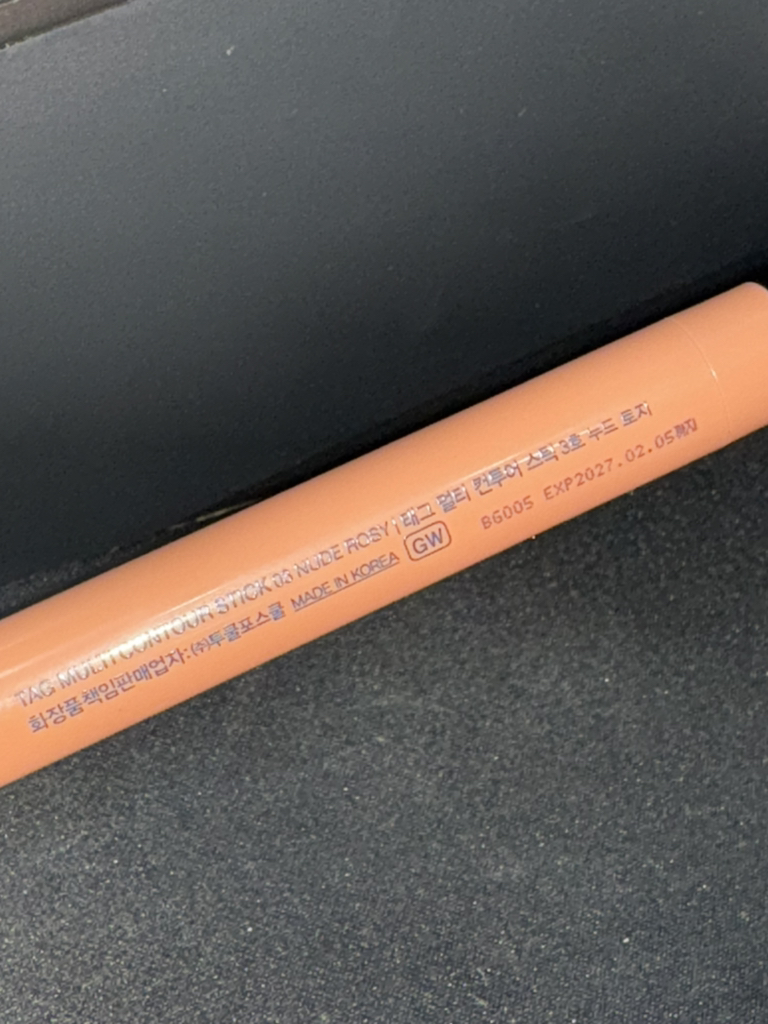 TAG MULTI CONTOUR STICK 03 NUDE ROSY | 태그 멀티 컨투어 스틱 3호 누드 로지
화장품책임판매업자:(주)투쿨포스쿨 MADE IN KOREA GW BG005 EXP2027.02.05까지